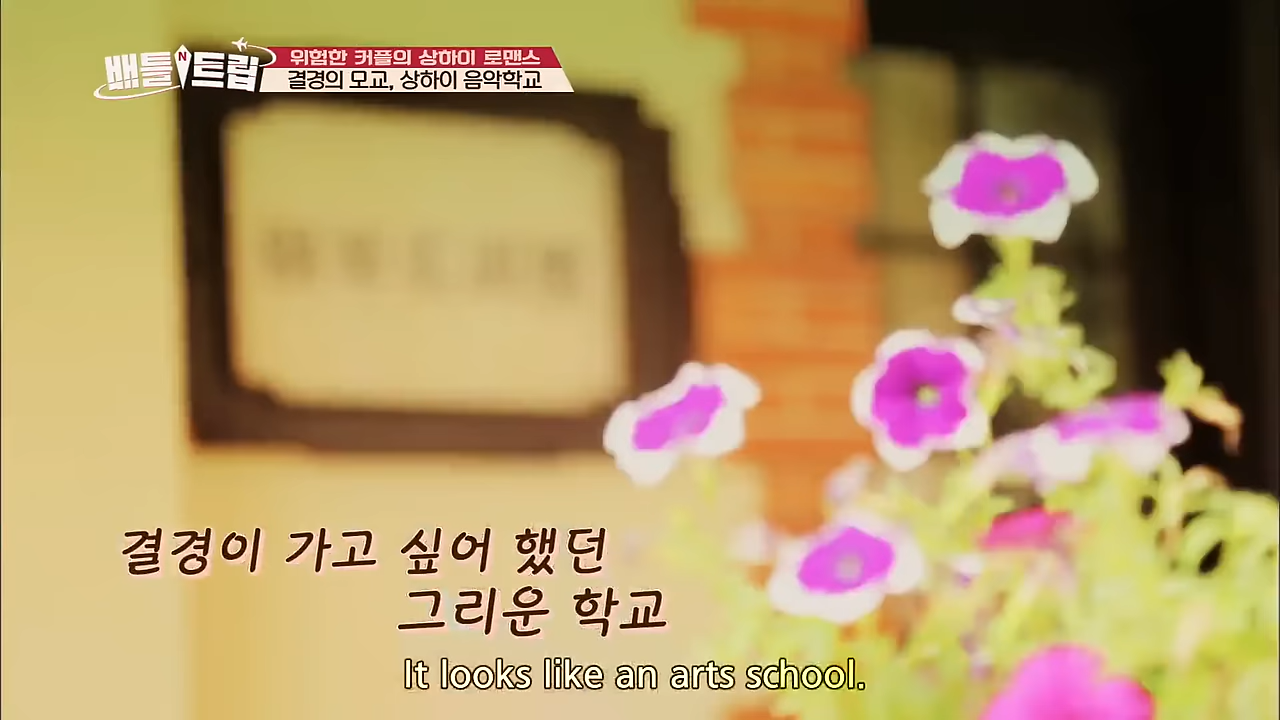 배틀N트립
위험한 커플의 상하이 로맨스
결경의 모교, 상하이 음악학교
결경이 가고 싶어 했던
그리운 학교
It looks like an arts school.